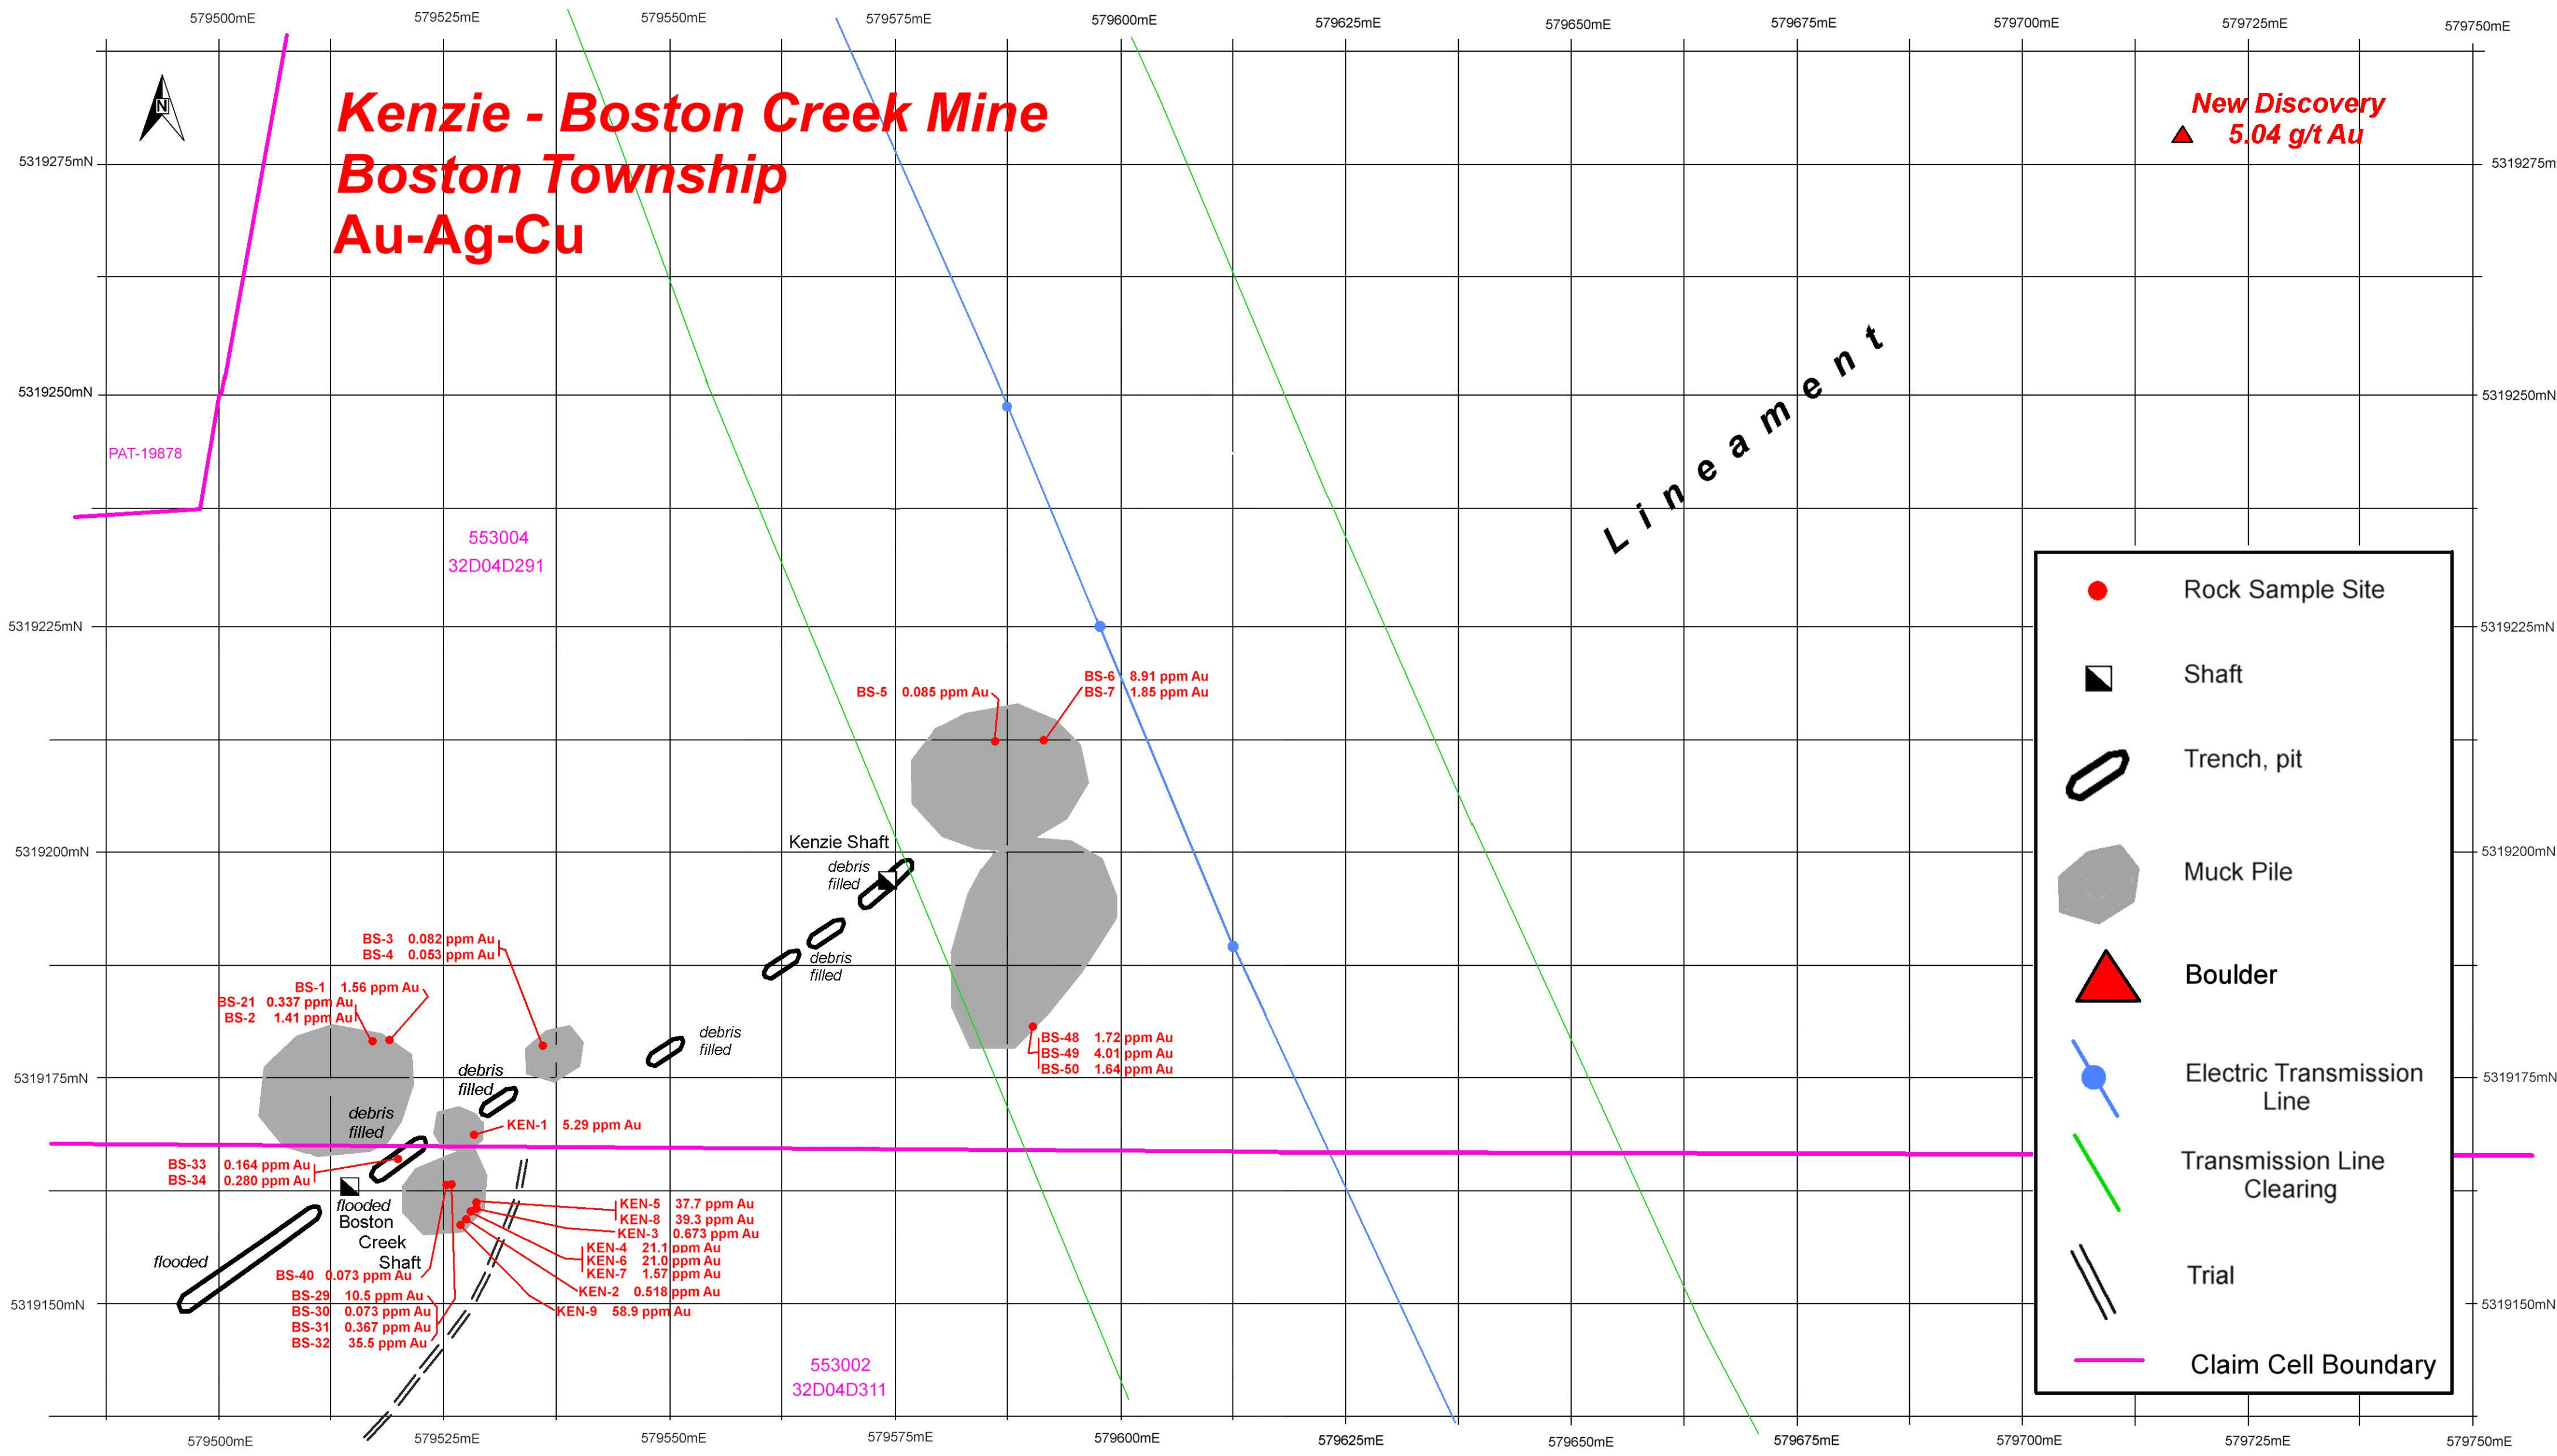 579500mE 579525mE 579550mE 579575mE 579600mE 579625mE 579650mE 579675mE 579700mE 579725mE 579750mE
N
Kenzie - Boston Creek Mine
Boston Township
Au-Ag-Cu
New Discovery
5.04 g/t Au
5319275mN
5319275m
5319250mN
5319250mN
Lineament
PAT-19878
553004
32D04D291
5319225mN
5319225mN
BS-5 0.085 ppm Au
BS-6 8.91 ppm Au
BS-7 1.85 ppm Au
5319200mN
5319200mN
Kenzie Shaft
debris
filled
debris
filled
BS-3 0.082 ppm Au
BS-4 0.053 ppm Au
BS-1 1.56 ppm Au
BS-21 0.337 ppm Au
BS-2 1.41 ppm Au
debris
filled
BS-48 1.72 ppm Au
BS-49 4.01 ppm Au
BS-50 1.64 ppm Au
5319175mN
5319175mN
debris
filled
debris
filled
KEN-1 5.29 ppm Au
BS-33 0.164 ppm Au
BS-34 0.280 ppm Au
flooded
Boston
Creek
Shaft
flooded
KEN-5 37.7 ppm Au
KEN-8 39.3 ppm Au
KEN-3 0.673 ppm Au
KEN-4 21.1 ppm Au
KEN-6 21.0 ppm Au
KEN-7 1.57 ppm Au
KEN-2 0.518 ppm Au
KEN-9 58.9 ppm Au
BS-40 0.073 ppm Au
BS-29 10.5 ppm Au
BS-30 0.073 ppm Au
BS-31 0.367 ppm Au
BS-32 35.5 ppm Au
5319150mN
5319150mN
553002
32D04D311
Rock Sample Site
Shaft
Trench, pit
Muck Pile
Boulder
Electric Transmission
Line
Transmission Line
Clearing
Trial
Claim Cell Boundary
579500mE 579525mE 579550mE 579575mE 579600mE 579625mE 579650mE 579675mE 579700mE 579725mE 579750mE